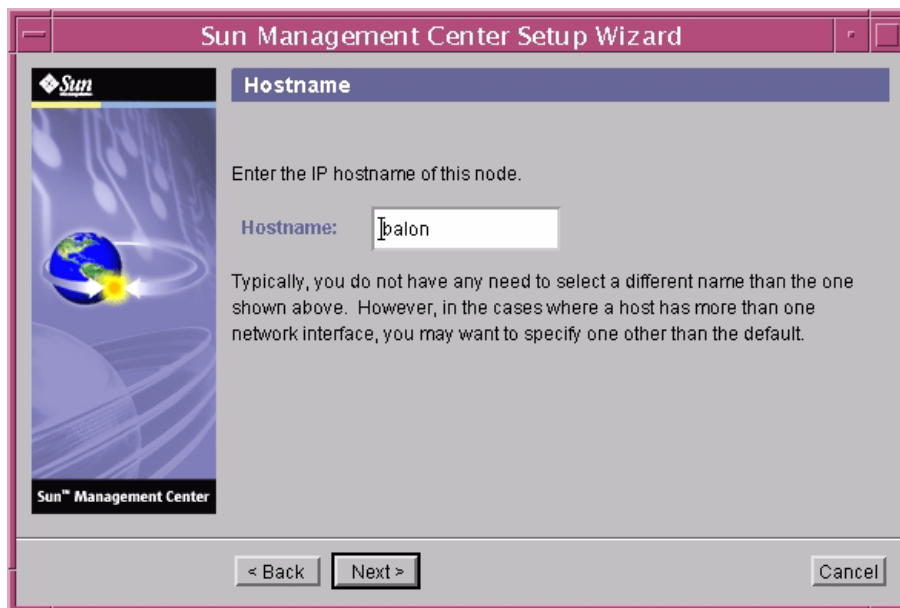 Sun Management Center Setup Wizard
Sun
Hostname
Enter the IP hostname of this node.
Hostname: balon
Typically, you do not have any need to select a different name than the one
shown above. However, in the cases where a host has more than one
network interface, you may want to specify one other than the default.
Sun™ Management Center
< Back Next > Cancel